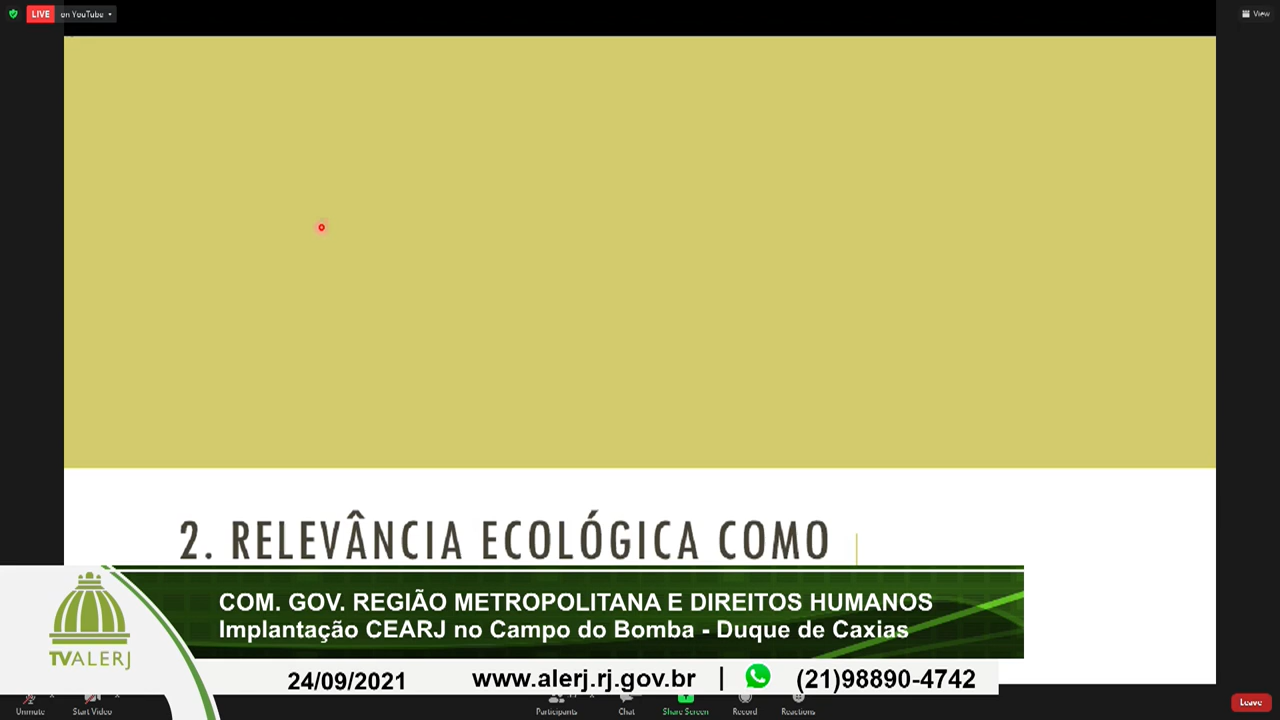 LIVE on YouTube
View
2. RELEVÂNCIA ECOLÓGICA COMO
COM. GOV. REGIÃO METROPOLITANA E DIREITOS HUMANOS
Implantação CEARJ no Campo do Bomba - Duque de Caxias
TVALERJ
24/09/2021 www.alerj.rj.gov.br | (21)98890-4742
Unmute Start Video Participants Chat Share Screen Record Reactions Leave